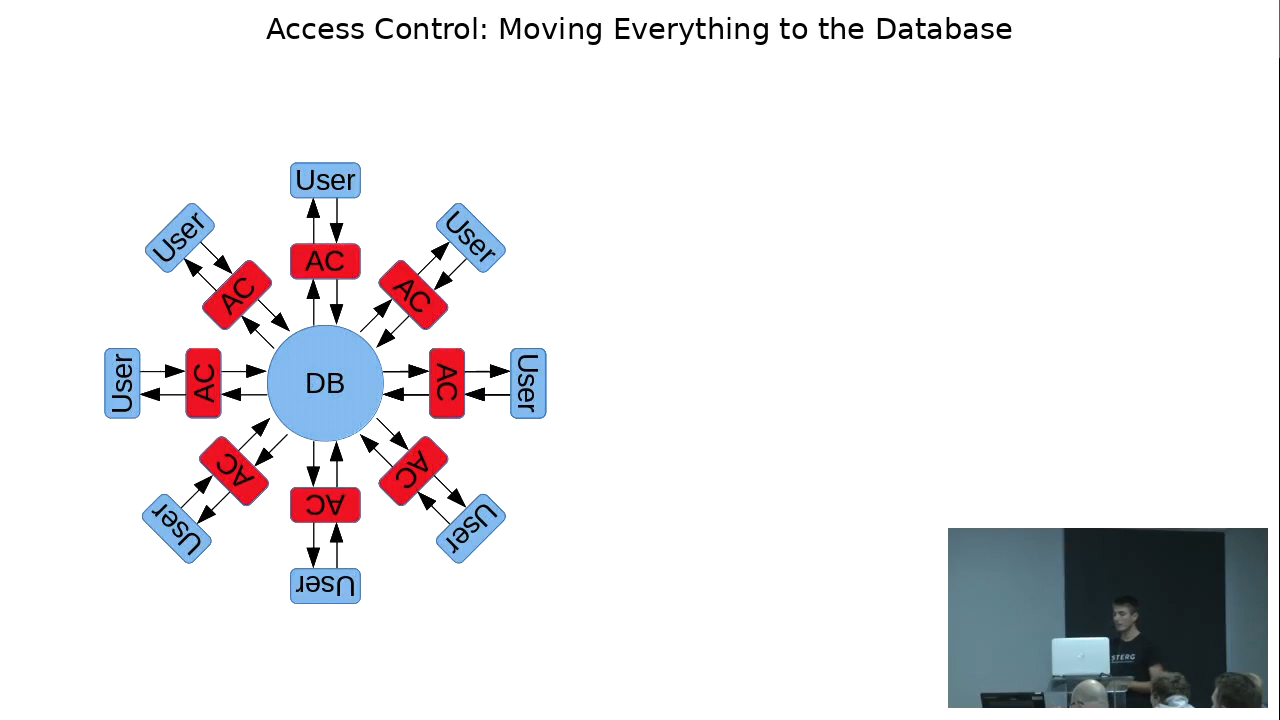 Access Control: Moving Everything to the Database
User
User
User
AC
AC
AC
User
AC
DB
AC
User
AC
AC
AC
User
User
User
STERG